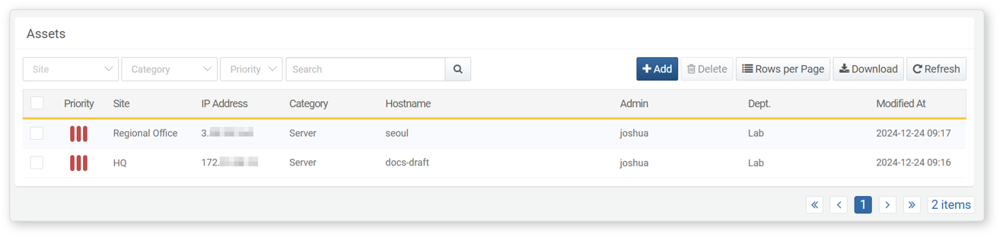 Assets
Site Category Priority Search Add Delete Rows per Page Download Refresh
Priority Site IP Address Category Hostname Admin Dept. Modified At
Regional Office 3. Server seoul joshua Lab 2024-12-24 09:17
HQ 172. Server docs-draft joshua Lab 2024-12-24 09:16
« ‹ 1 › » 2 items